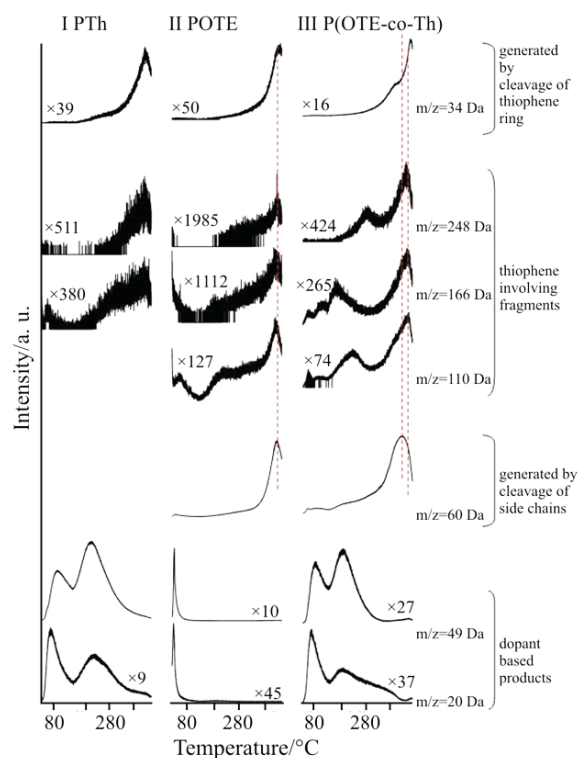 I PTh II POTE III P(OTE-co-Th)
×39 ×50 ×16 m/z=34 Da
generated
by
cleavage of
thiophene
ring
×511 ×1985 ×424 m/z=248 Da
×380 ×1112 ×265 m/z=166 Da
thiophene
involving
fragments
×127 ×74 m/z=110 Da
Intensity/a. u.
m/z=60 Da
generated by
cleavage of
side chains
×10 ×27 m/z=49 Da
×9 ×45 ×37 m/z=20 Da
dopant
based
products
80 280 80 280 80 280
Temperature/°C